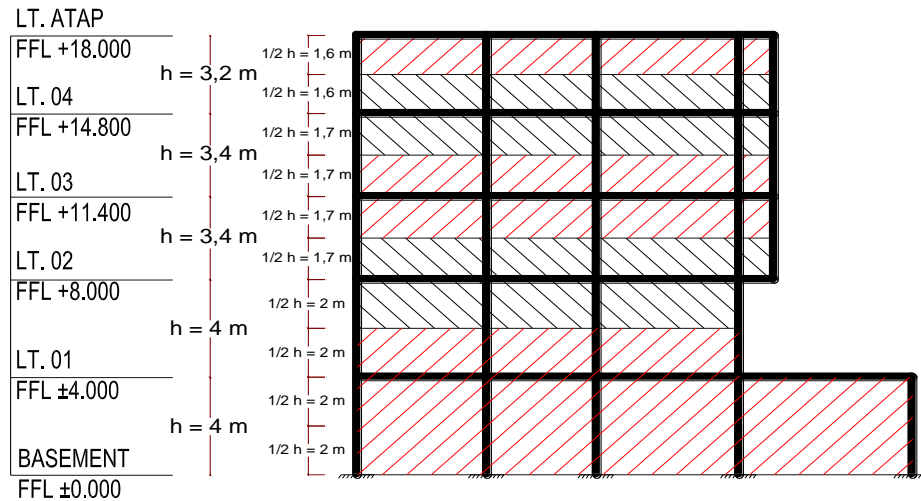 LT. ATAP
FFL +18.000
LT. 04
FFL +14.800
LT. 03
FFL +11.400
LT. 02
FFL +8.000
LT. 01
FFL ±4.000
BASEMENT
FFL ±0.000
h = 3,2 m
h = 3,4 m
h = 3,4 m
h = 4 m
h = 4 m
1/2 h = 1,6 m
1/2 h = 1,6 m
1/2 h = 1,7 m
1/2 h = 1,7 m
1/2 h = 1,7 m
1/2 h = 1,7 m
1/2 h = 2 m
1/2 h = 2 m
1/2 h = 2 m
1/2 h = 2 m